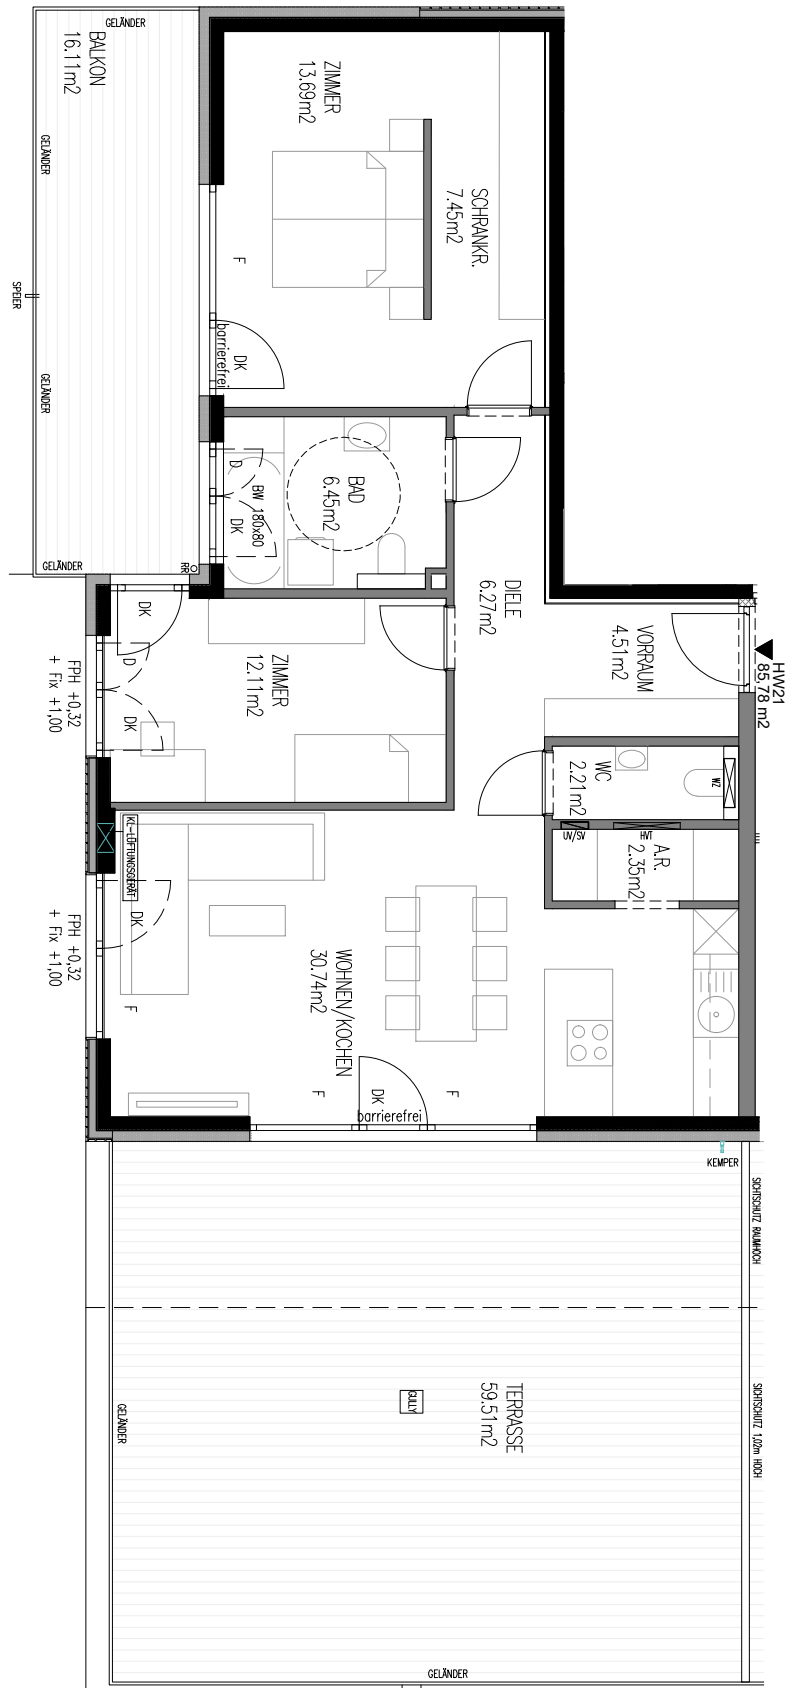 GELÄNDER
BALKON
16.11m2
GELÄNDER
SPEIER
GELÄNDER
GELÄNDER
RR
ZIMMER
13.69m2
SCHRANKR.
7.45m2
F
DK
barrierefrei
BAD
6.45m2
D
DK
BW 180x80
DIELE
6.27m2
VORRAUM
4.51m2
HW21
85,78 m2
DK
D
DK
FPH +0,32
+ Fix +1,00
ZIMMER
12.11m2
WC
2.21m2
WZ
UV/SV
HVT
A.R.
2.35m2
KL-LÜFTUNGSGERÄT
DK
FPH +0,32
+ Fix +1,00
F
WOHNEN/KOCHEN
30.74m2
F
DK
F
barrierefrei
KEMPER
SICHTSCHUTZ RAUMHOCH
SICHTSCHUTZ 1,02m HOCH
TERRASSE
59.51m2
GULLY
GELÄNDER
GELÄNDER